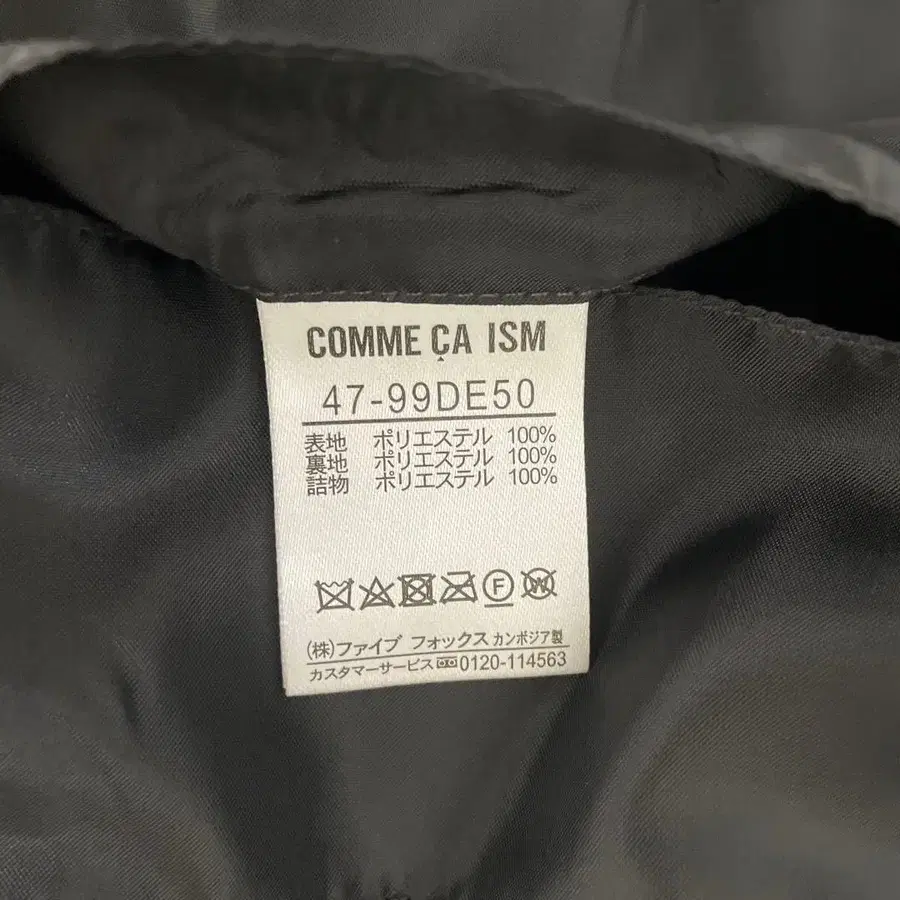 COMME ÇA ISM
47-99DE50
表地 ポリエステル 100%
裏地 ポリエステル 100%
詰物 ポリエステル 100%
F W
(株)ファイブ フォックス カンボジア製
カスタマーサービス 0120-114563